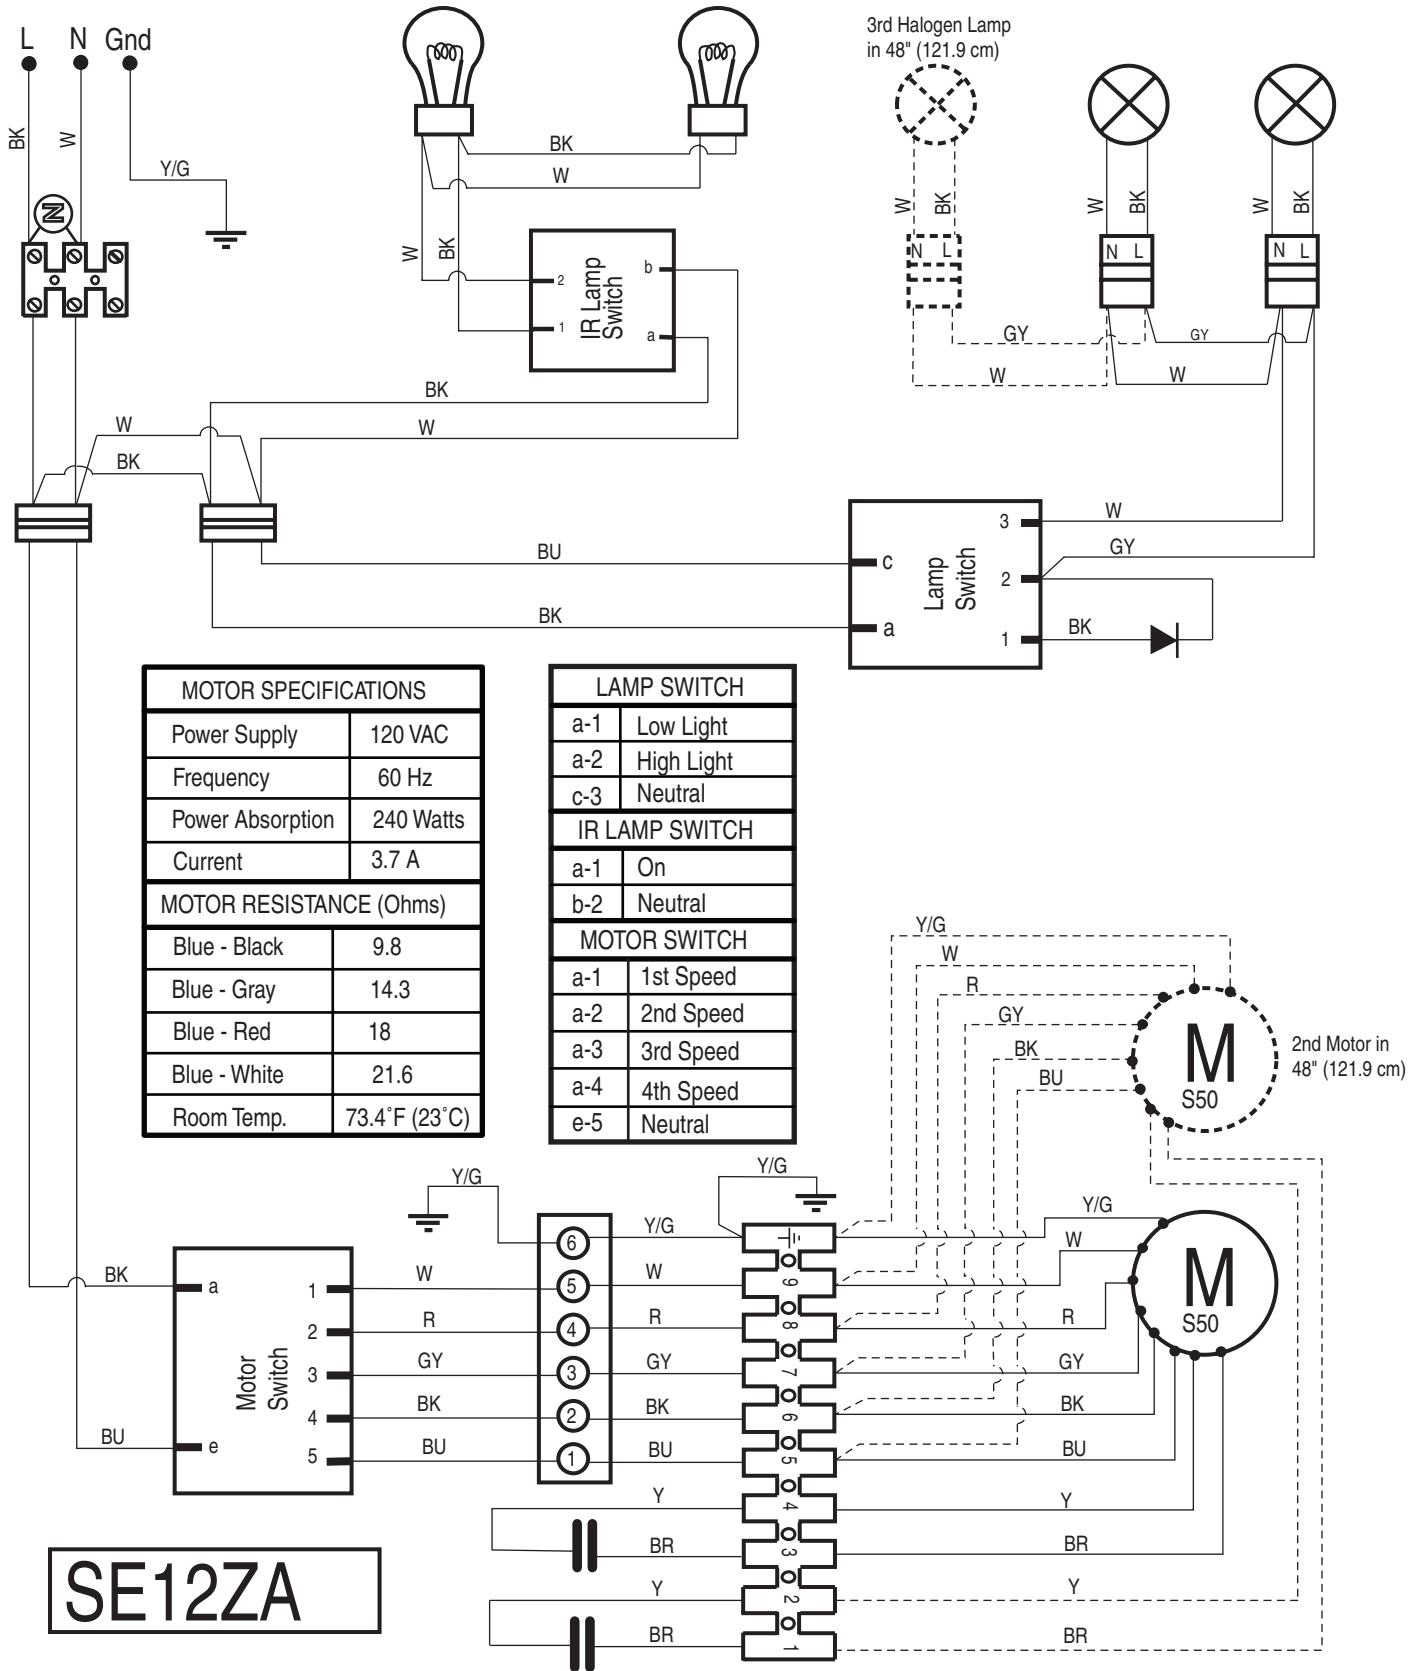 L N Gnd
3rd Halogen Lamp
in 48" (121.9 cm)
BK
W
Y/G
N
BK
W
W
BK
W
BK
W
BK
W
BK
N L
N L
N L
GY
GY
W
W
2
1
b
a
IR Lamp
Switch
BK
W
W
BK
BU
BK
c
a
Lamp
Switch
3
2
1
W
GY
BK
MOTOR SPECIFICATIONS
Power Supply 120 VAC
Frequency 60 Hz
Power Absorption 240 Watts
Current 3.7 A
MOTOR RESISTANCE (Ohms)
Blue - Black 9.8
Blue - Gray 14.3
Blue - Red 18
Blue - White 21.6
Room Temp. 73.4˚F (23˚C)
LAMP SWITCH
a-1 Low Light
a-2 High Light
c-3 Neutral
IR LAMP SWITCH
a-1 On
b-2 Neutral
MOTOR SWITCH
a-1 1st Speed
a-2 2nd Speed
a-3 3rd Speed
a-4 4th Speed
e-5 Neutral
Y/G
W
R
GY
BK
BU
M
S50
2nd Motor in
48" (121.9 cm)
Y/G
Y/G
BK
BU
a
e
Motor
Switch
1
2
3
4
5
W
R
GY
BK
BU
6
5
4
3
2
1
Y/G
W
R
GY
BK
BU
Y
BR
Y
BR
9
8
7
6
5
4
3
2
1
Y/G
W
R
GY
BK
BU
Y
BR
Y
BR
M
S50
SE12ZA